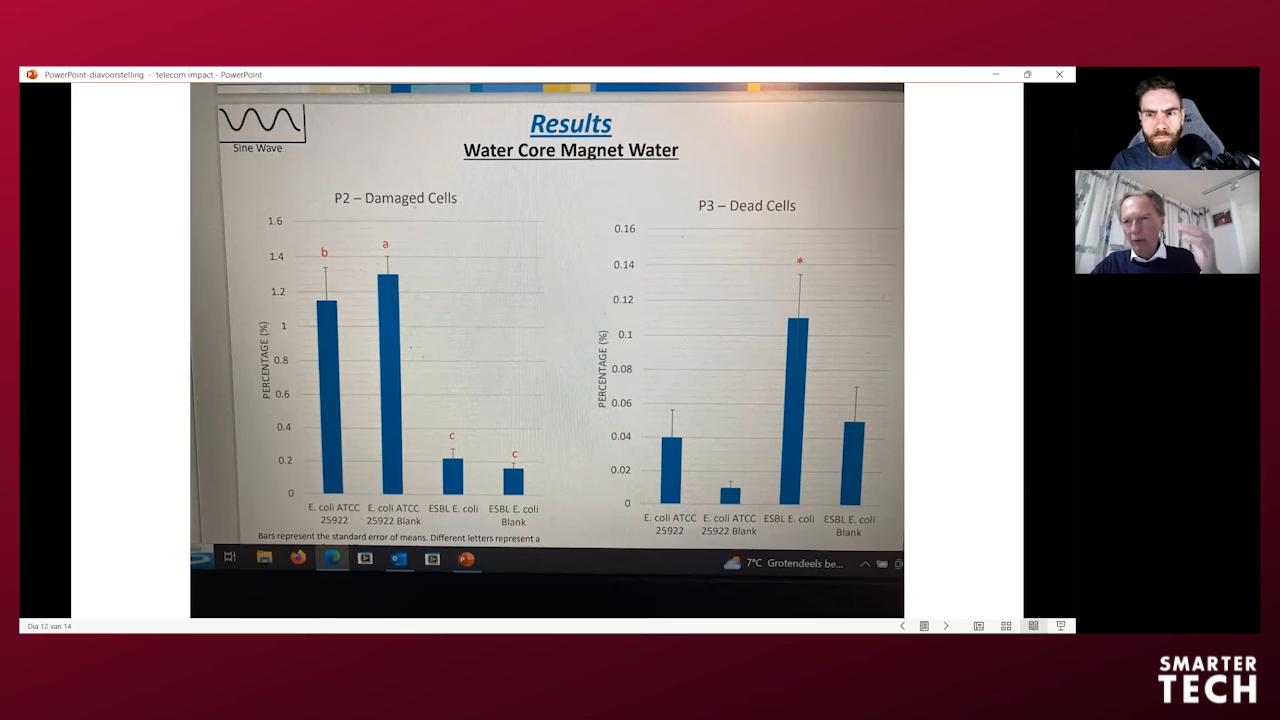 PowerPoint-diavoorstelling - telecom impact - PowerPoint
Results
Water Core Magnet Water
Sine Wave
P2 – Damaged Cells
PERCENTAGE (%)
1.6
1.4
1.2
1
0.8
0.6
0.4
0.2
0
b
a
c
c
E. coli ATCC 25922
E. coli ATCC 25922 Blank
ESBL E. coli
ESBL E. coli Blank
Bars represent the standard error of means. Different letters represent a
P3 – Dead Cells
PERCENTAGE (%)
0.16
0.14
0.12
0.1
0.08
0.06
0.04
0.02
0
*
E. coli ATCC 25922
E. coli ATCC 25922 Blank
ESBL E. coli
ESBL E. coli Blank
7°C Grotendeels be...
Dia 12 van 14
SMARTER
TECH